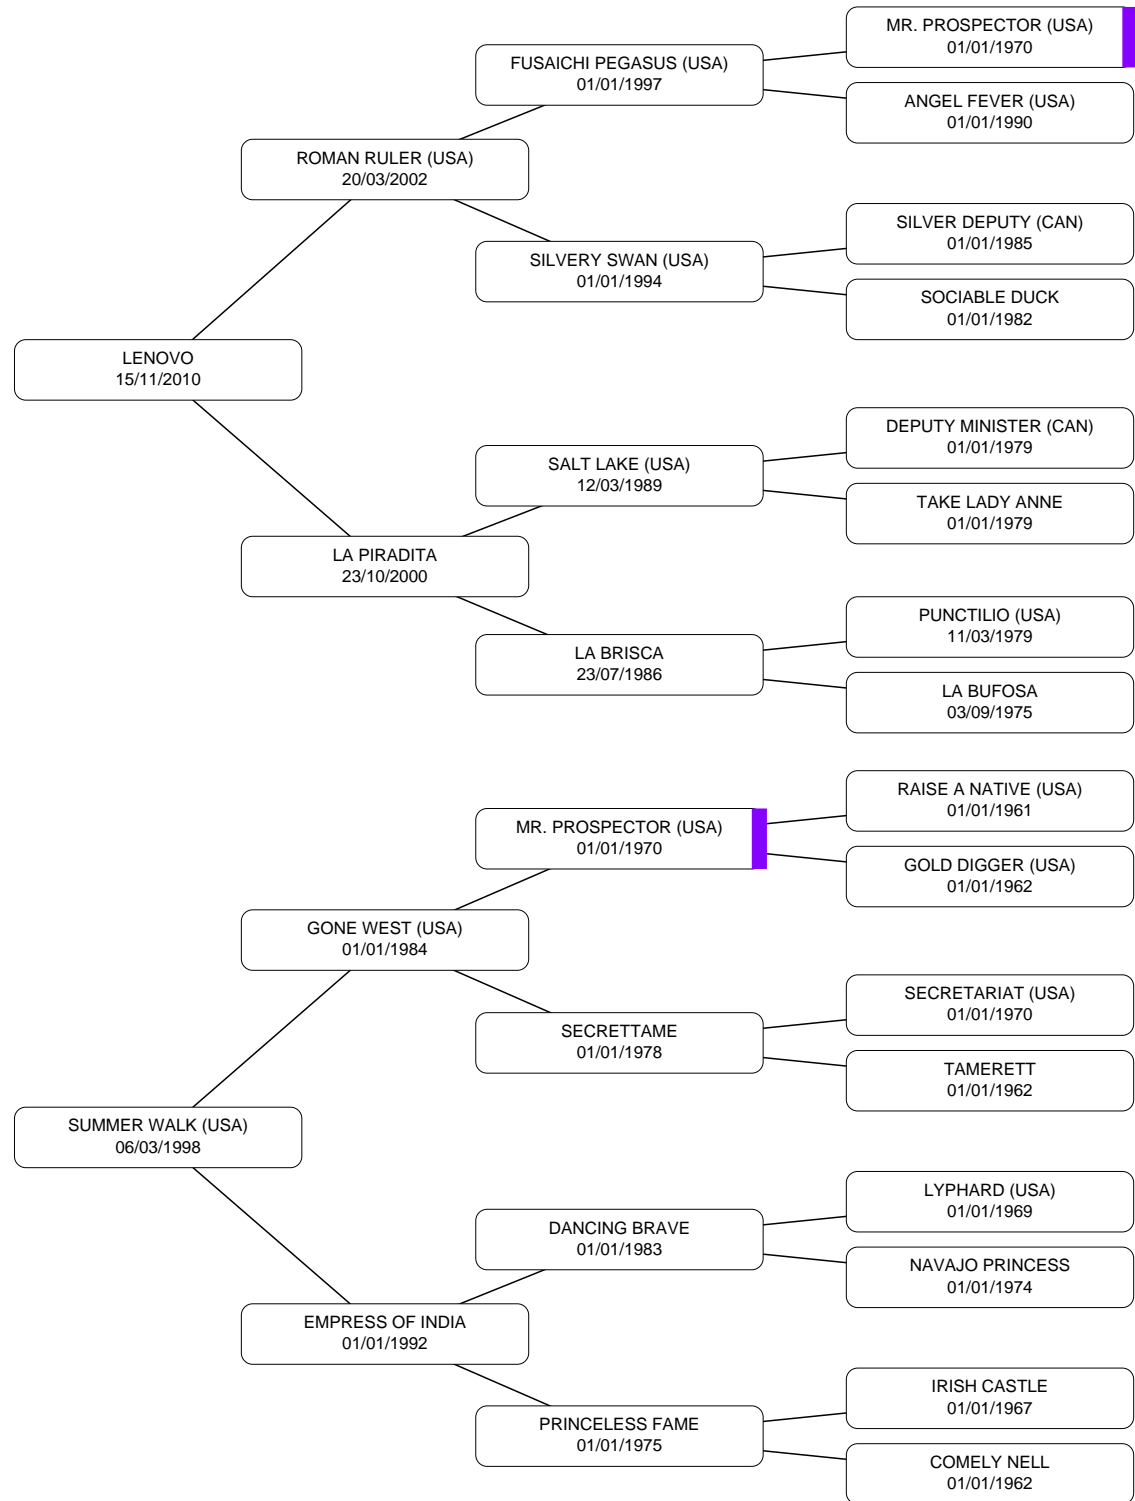 MR. PROSPECTOR (USA)
01/01/1970
FUSAICHI PEGASUS (USA)
01/01/1997
ANGEL FEVER (USA)
01/01/1990
ROMAN RULER (USA)
20/03/2002
SILVER DEPUTY (CAN)
01/01/1985
SILVERY SWAN (USA)
01/01/1994
SOCIABLE DUCK
01/01/1982
LENOVO
15/11/2010
DEPUTY MINISTER (CAN)
01/01/1979
SALT LAKE (USA)
12/03/1989
TAKE LADY ANNE
01/01/1979
LA PIRADITA
23/10/2000
PUNCTILIO (USA)
11/03/1979
LA BRISCA
23/07/1986
LA BUFOSA
03/09/1975
RAISE A NATIVE (USA)
01/01/1961
MR. PROSPECTOR (USA)
01/01/1970
GOLD DIGGER (USA)
01/01/1962
GONE WEST (USA)
01/01/1984
SECRETARIAT (USA)
01/01/1970
SECRETTAME
01/01/1978
TAMERETT
01/01/1962
SUMMER WALK (USA)
06/03/1998
LYPHARD (USA)
01/01/1969
DANCING BRAVE
01/01/1983
NAVAJO PRINCESS
01/01/1974
EMPRESS OF INDIA
01/01/1992
IRISH CASTLE
01/01/1967
PRINCELESS FAME
01/01/1975
COMELY NELL
01/01/1962